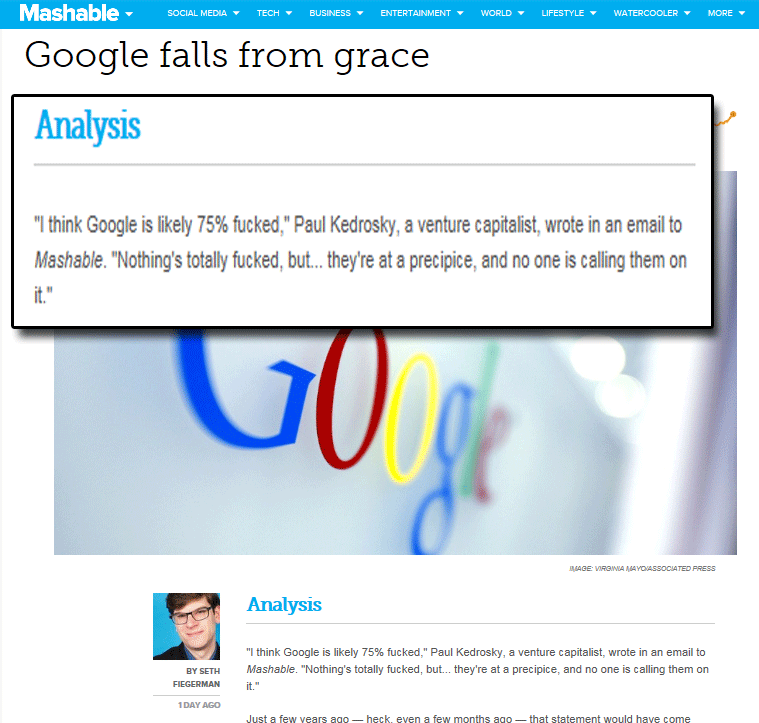 Mashable
SOCIAL MEDIA TECH BUSINESS ENTERTAINMENT WORLD LIFESTYLE WATERCOOLER MORE
Google falls from grace
Analysis
"I think Google is likely 75% fucked," Paul Kedrosky, a venture capitalist, wrote in an email to
Mashable. "Nothing's totally fucked, but... they're at a precipice, and no one is calling them on
it."
Google
IMAGE: VIRGINIA MAYO/ASSOCIATED PRESS
Analysis
"I think Google is likely 75% fucked," Paul Kedrosky, a venture capitalist, wrote in an email to
Mashable. "Nothing's totally fucked, but... they're at a precipice, and no one is calling them on
it."
BY SETH
FIEGERMAN
1 DAY AGO
Just a few years ago — heck, even a few months ago — that statement would have come